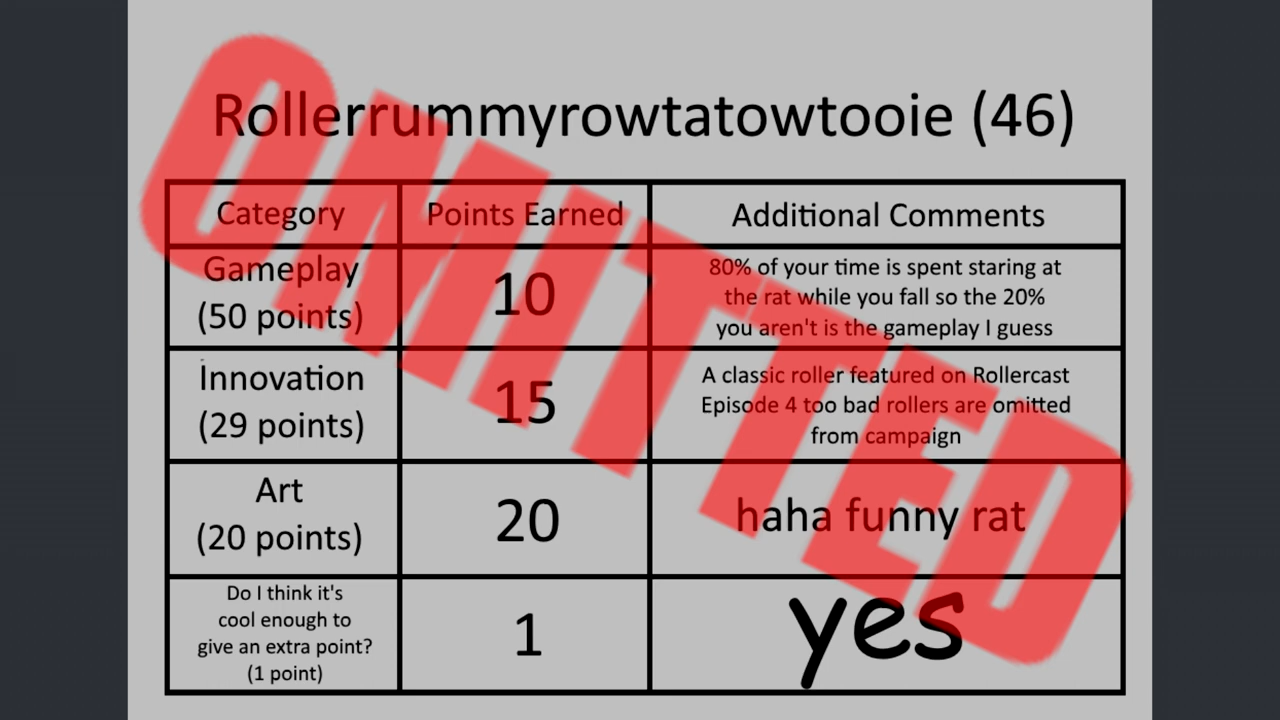 Rollerrummyrowtatowtooie (46)
Category
Points Earned
Additional Comments
Gameplay
(50 points)
10
80% of your time is spent staring at
the rat while you fall so the 20%
you aren't is the gameplay I guess
Innovation
(29 points)
15
A classic roller featured on Rollercast
Episode 4 too bad rollers are omitted
from campaign
Art
(20 points)
20
haha funny rat
Do I think it's
cool enough to
give an extra point?
(1 point)
1
yes
OMITTED